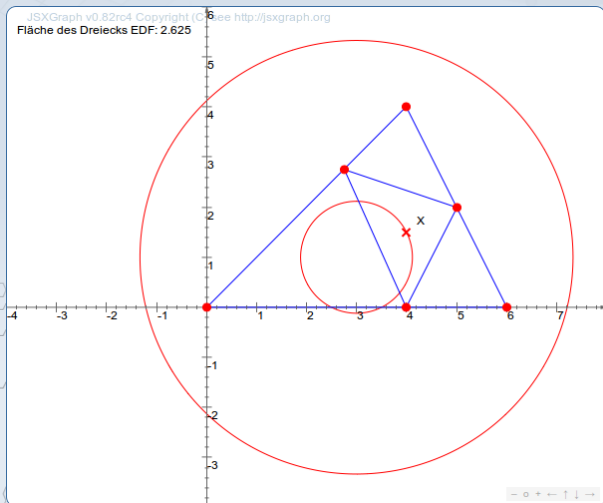 JSXGraph v0.82rc4 Copyright (C) see http://jsxgraph.org
Fläche des Dreiecks EDF: 2.625
6
5
4
3
2
x
1
-4 -3 -2 -1 1 2 3 4 5 6 7
-1
-2
-3
– o + ← ↑ ↓ →